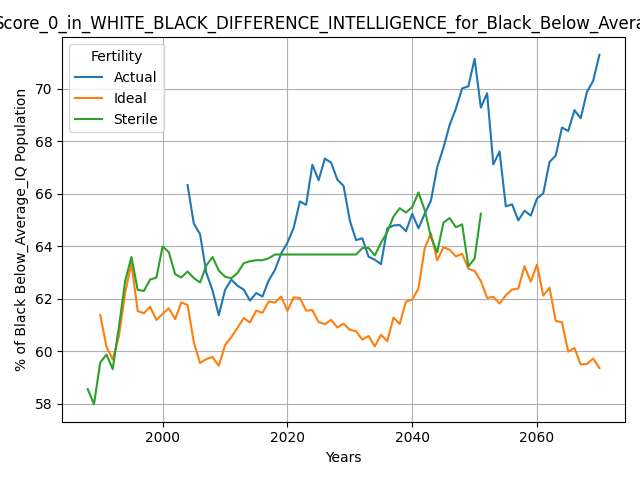 Score_0_in_WHITE_BLACK_DIFFERENCE_INTELLIGENCE_for_Black_Below_Avera
Fertility
Actual
Ideal
Sterile
% of Black Below_Average_IQ Population
70
68
66
64
62
60
58
2000
2020
2040
2060
Years